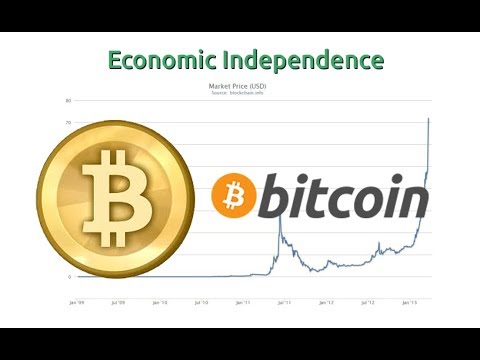 Economic Independence
Market Price (USD)
Source: blockchain.info
80
70
bitcoin
0
Jan '09 Jul '09 Jan '10 Jul '10 Jan '11 Jul '11 Jan '12 Jul '12 Jan '13